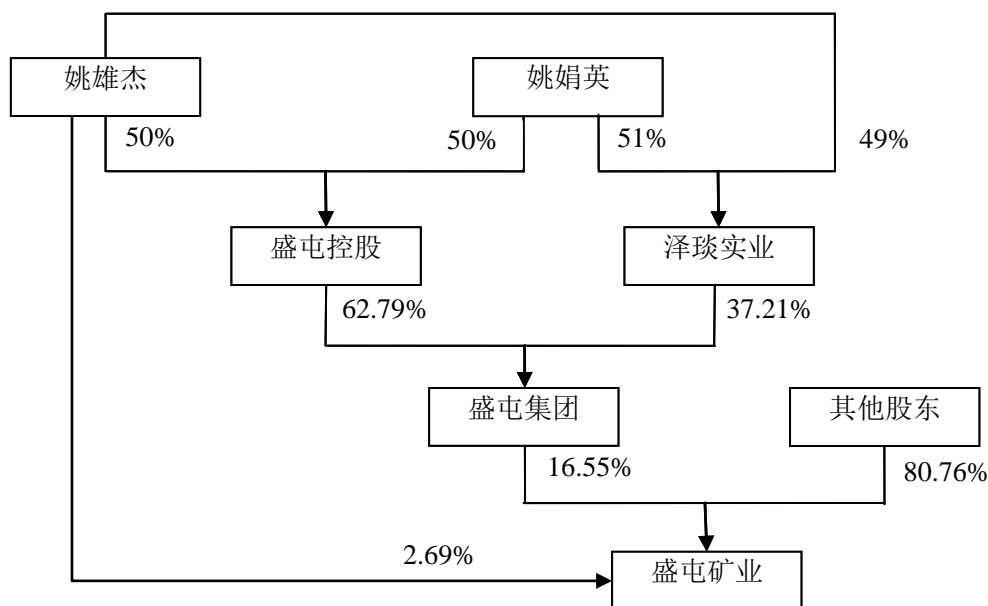 姚雄杰
姚娟英
50%
50%
51%
49%
盛屯控股
泽琰实业
62.79%
37.21%
盛屯集团
其他股东
16.55%
80.76%
2.69%
盛屯矿业